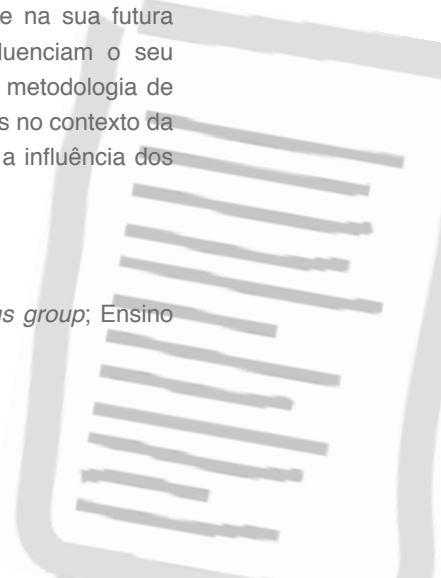 e na sua futura
luenciam o seu
metodologia de
s no contexto da
a influência dos
us group; Ensino